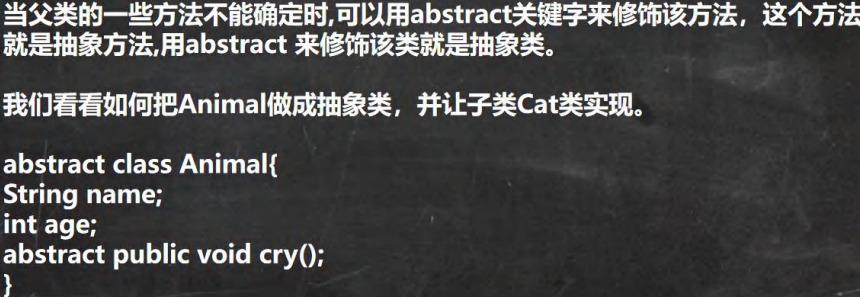 当父类的一些方法不能确定时,可以用abstract关键字来修饰该方法，这个方法
就是抽象方法,用abstract 来修饰该类就是抽象类。
我们看看如何把Animal做成抽象类，并让子类Cat类实现。
abstract class Animal{
String name;
int age;
abstract public void cry();
}